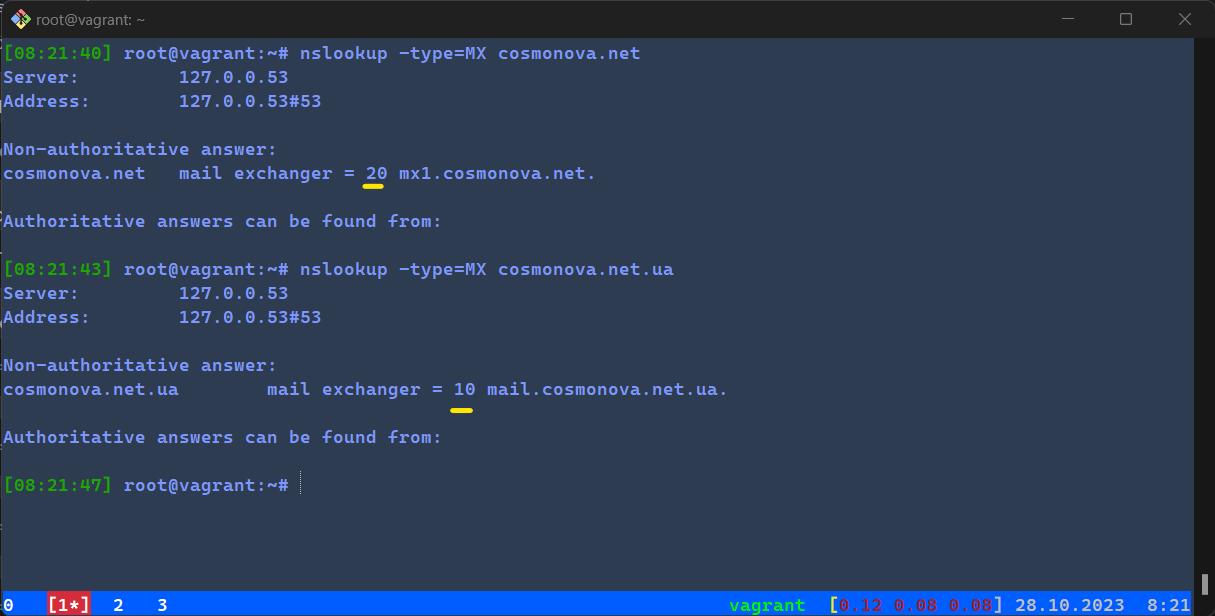 root@vagrant: ~
[08:21:40] root@vagrant:~# nslookup -type=MX cosmonova.net
Server:         127.0.0.53
Address:        127.0.0.53#53
Non-authoritative answer:
cosmonova.net   mail exchanger = 20 mx1.cosmonova.net.
Authoritative answers can be found from:
[08:21:43] root@vagrant:~# nslookup -type=MX cosmonova.net.ua
Server:         127.0.0.53
Address:        127.0.0.53#53
Non-authoritative answer:
cosmonova.net.ua        mail exchanger = 10 mail.cosmonova.net.ua.
Authoritative answers can be found from:
[08:21:47] root@vagrant:~#
0   [1*]  2   3   vagrant  [0.12 0.08 0.08] 28.10.2023  8:21